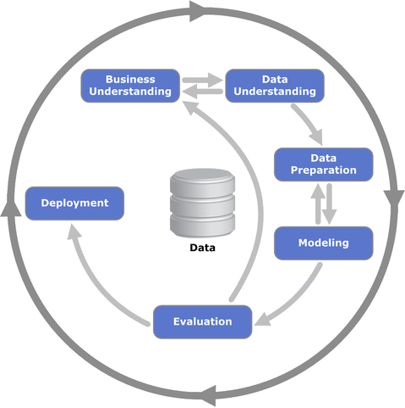 Business
Understanding
Data
Understanding
Data
Preparation
Modeling
Evaluation
Deployment
Data